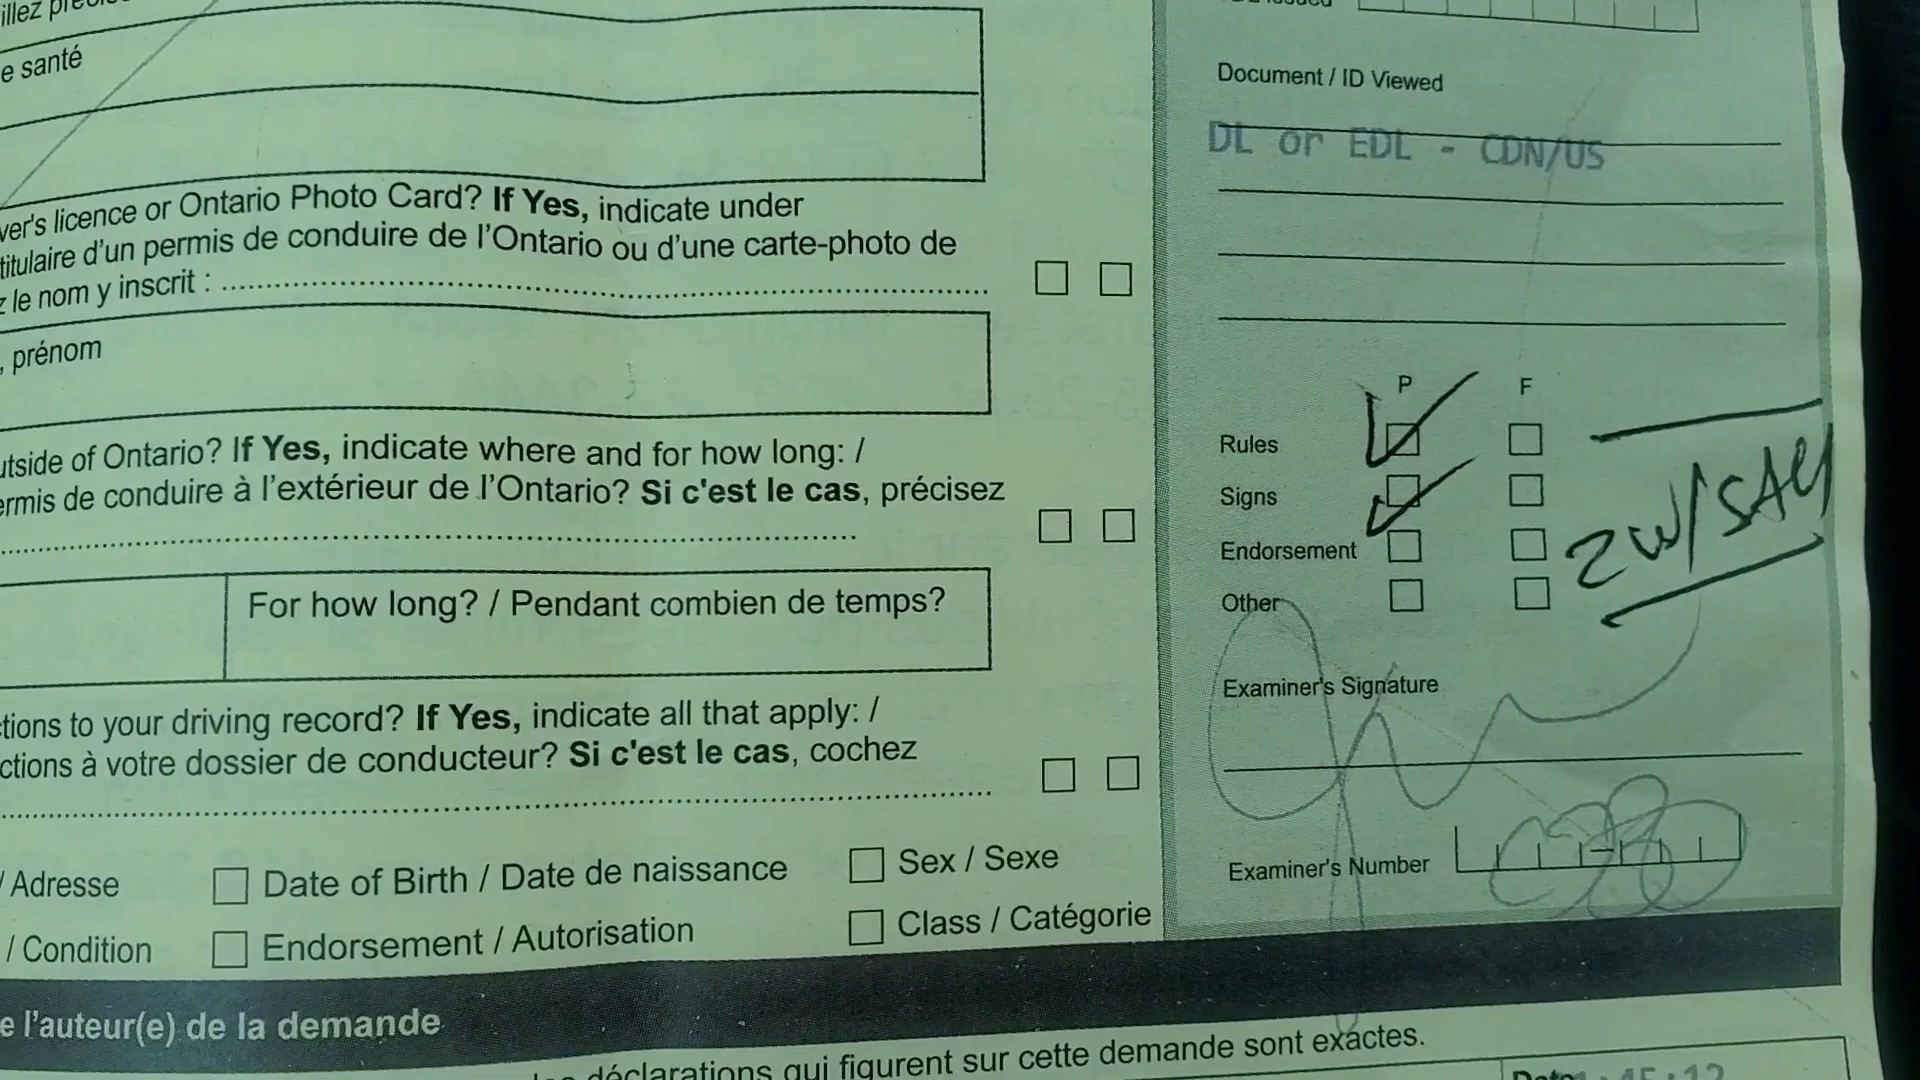 e santé
ver's licence or Ontario Photo Card? If Yes, indicate under
titulaire d'un permis de conduire de l'Ontario ou d'une carte-photo de
le nom y inscrit :
, prénom
utside of Ontario? If Yes, indicate where and for how long: /
ermis de conduire à l'extérieur de l'Ontario? Si c'est le cas, précisez
For how long? / Pendant combien de temps?
tions to your driving record? If Yes, indicate all that apply: /
ctions à votre dossier de conducteur? Si c'est le cas, cochez
/ Adresse
Date of Birth / Date de naissance
Sex / Sexe
/ Condition
Endorsement / Autorisation
Class / Catégorie
Document / ID Viewed
DL or EDL - CDN/US
P F
Rules
Signs
Endorsement
Other
Examiner's Signature
Examiner's Number
e l'auteur(e) de la demande
déclarations qui figurent sur cette demande sont exactes.
Date